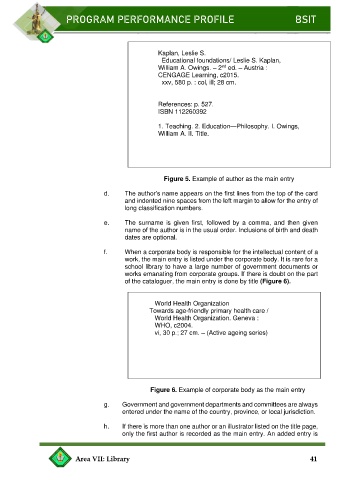 PROGRAM PERFORMANCE PROFILE BSIT
Kaplan, Leslie S.
Educational foundations/ Leslie S. Kaplan,
William A. Owings. – 2nd od. – Austria :
CENGAGE Learning, c2015.
xxv, 580 p. : col, ill; 28 cm.
References: p. 527.
ISBN 112260392
1. Teaching. 2. Education—Philosophy. I. Owings,
William A. II. Title.
Figure 5. Example of author as the main entry
d. The author's name appears on the first lines from the top of the card
and indented nine spaces from the left margin to allow for the entry of
long classification numbers.
e. The surname is given first, followed by a comma, and then given
name of the author is in the usual order. Inclusions of birth and death
dates are optional.
f. When a corporate body is responsible for the intellectual content of a
work, the main entry is listed under the corporate body. It is rare for a
school library to have a large number of government documents or
works emanating from corporate groups. If there is doubt on the part
of the cataloguer, the main entry is done by title (Figure 6).
World Health Organization
Towards age-friendly primary health care /
World Health Organization. Geneva :
WHO, c2004.
vi, 30 p.; 27 cm. – (Active ageing series)
Figure 6. Example of corporate body as the main entry
g. Government and government departments and committees are always
entered under the name of the country, province, or local jurisdiction.
h. If there is more than one author or an illustrator listed on the title page,
only the first author is recorded as the main entry. An added entry is
Area VII: Library 41